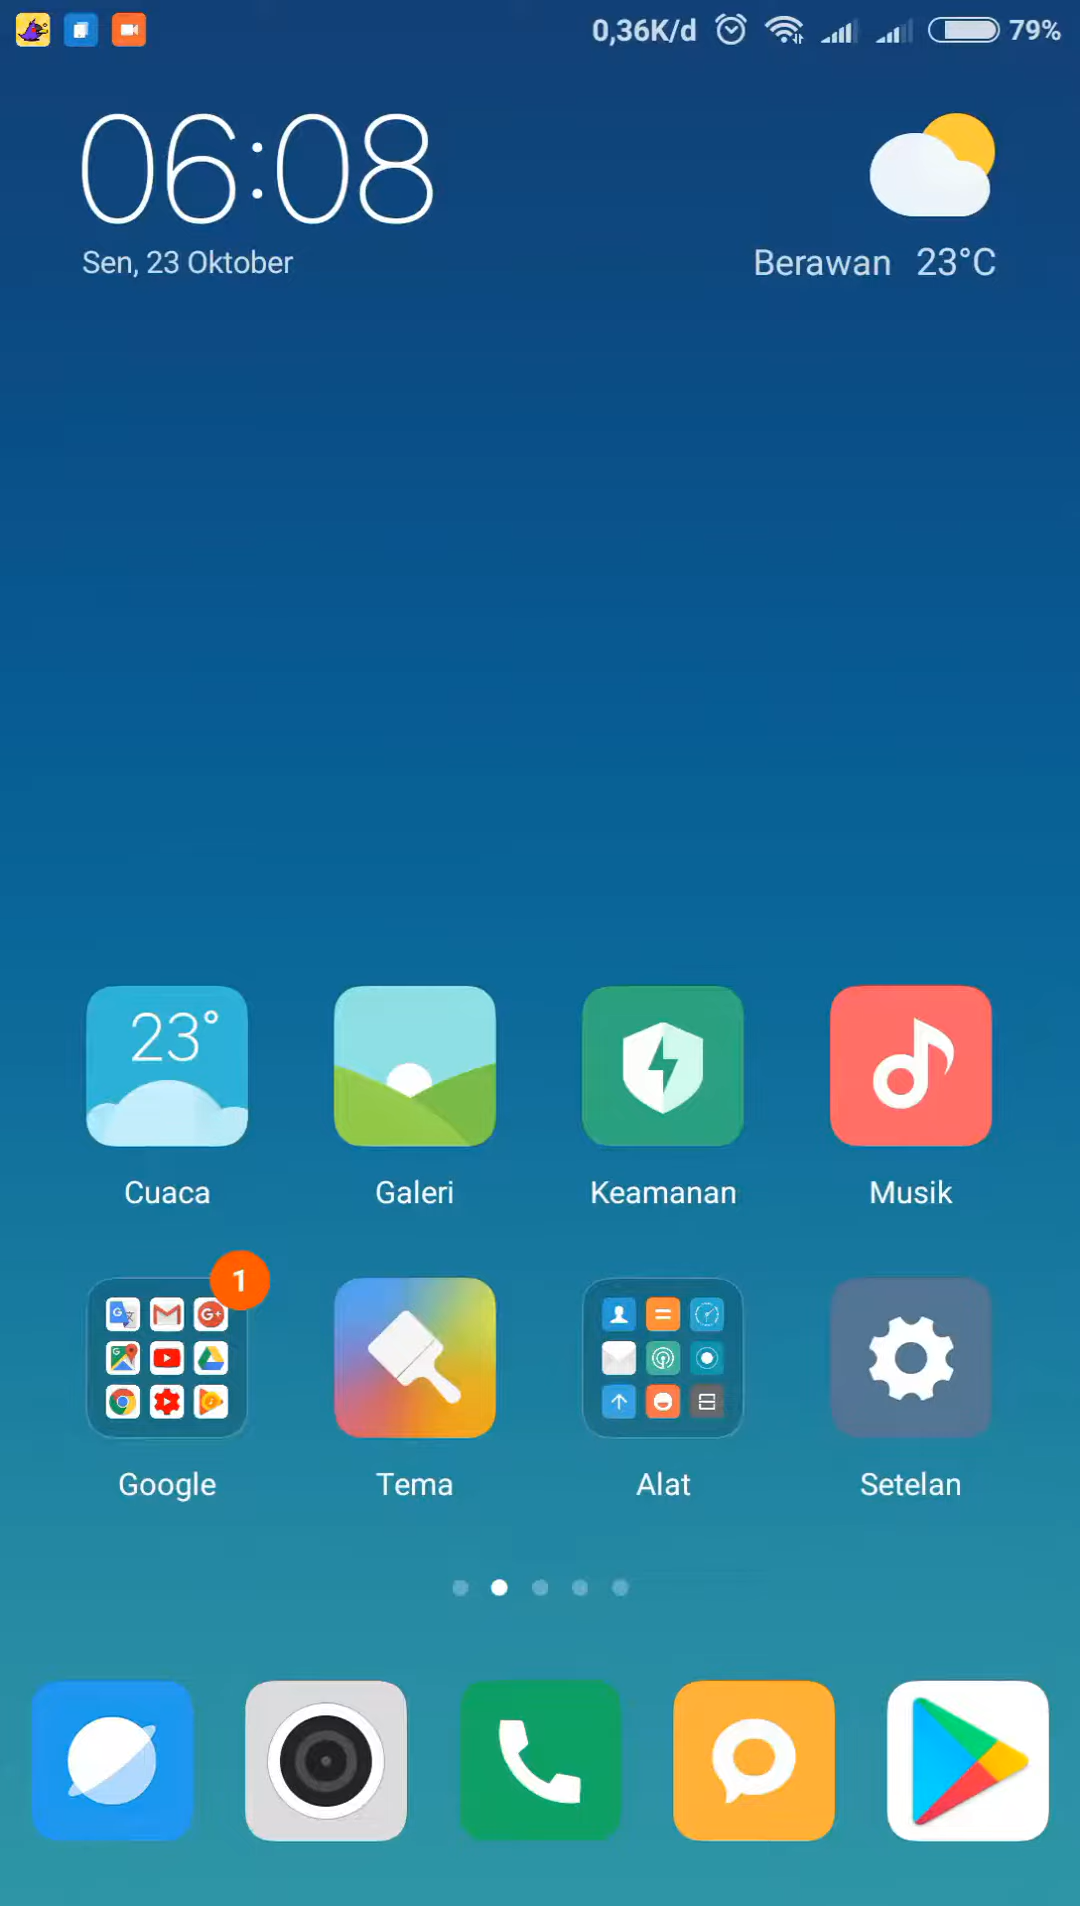 0,36K/d 79%
06:08
Sen, 23 Oktober
Berawan 23°C
23°
Cuaca Galeri Keamanan Musik
1
Google Tema Alat Setelan